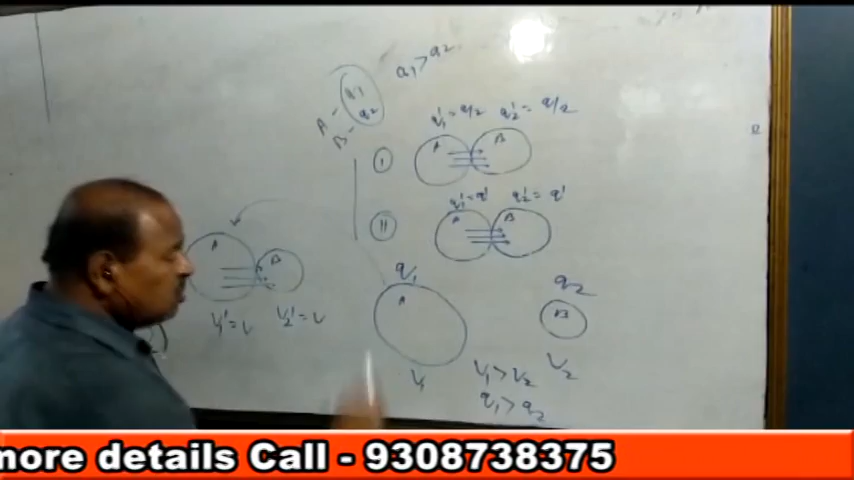 q₁ > q₂
A - q₁
B - q₂
q₁' = q/2 q₂' = q/2
I A B
q₁' = q' q₂' = q'
II A B
A B
V₁' = V V₂' = V
q₁ q₂
A B
V₁ V₂
V₁ > V₂
q₁ > q₂
more details Call - 9308738375